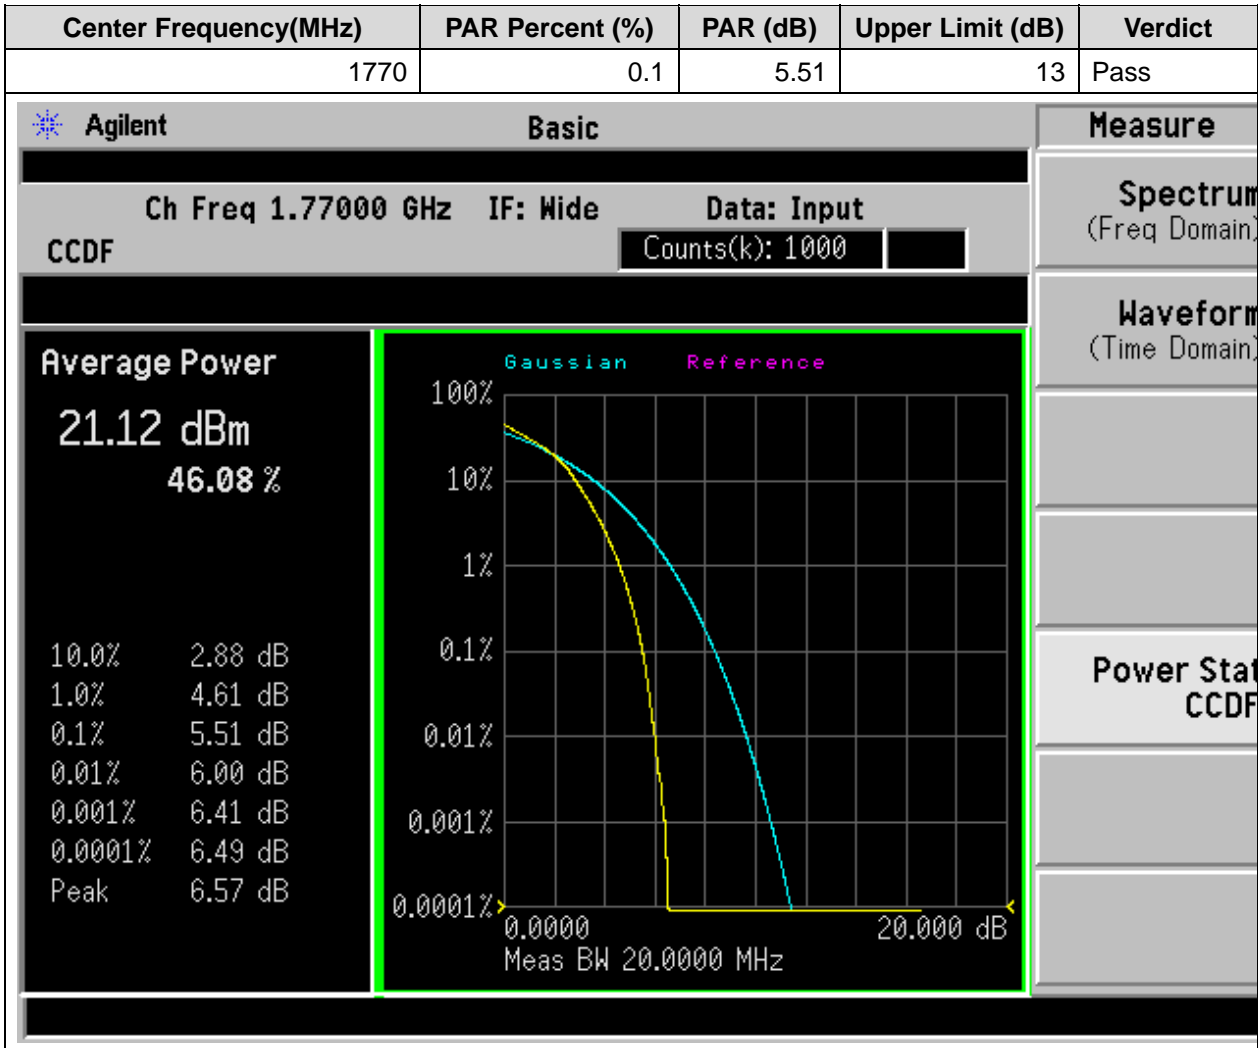 Center Frequency(MHz) PAR Percent (%) PAR (dB) Upper Limit (dB) Verdict
1770 0.1 5.51 13 Pass
Agilent Basic Measure
Ch Freq 1.77000 GHz IF: Wide Data: Input
CCDF Counts(k): 1000
Spectrum
(Freq Domain)
Waveform
(Time Domain)
Power Stat
CCDF
Average Power
21.12 dBm
46.08 %
10.0% 2.88 dB
1.0% 4.61 dB
0.1% 5.51 dB
0.01% 6.00 dB
0.001% 6.41 dB
0.0001% 6.49 dB
Peak 6.57 dB
Gaussian Reference
100%
10%
1%
0.1%
0.01%
0.001%
0.0001%
0.0000 20.000 dB
Meas BW 20.0000 MHz